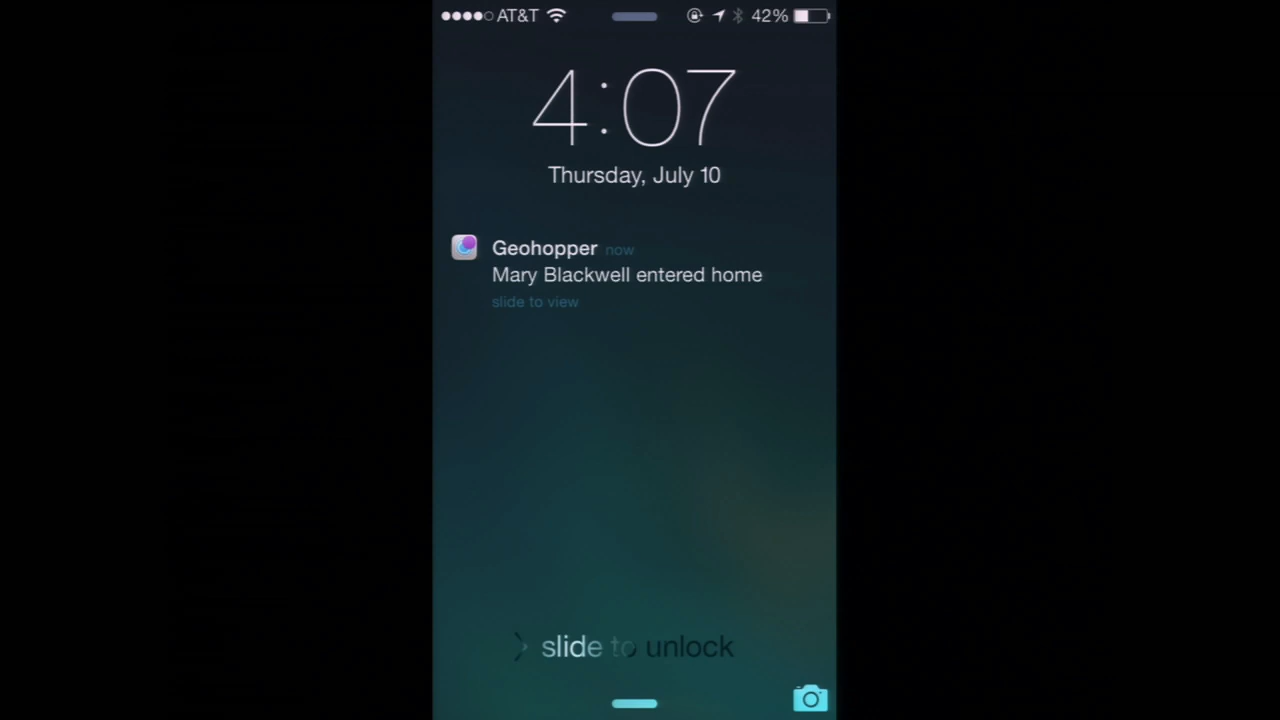 AT&T 42%
4:07
Thursday, July 10
Geohopper now
Mary Blackwell entered home
slide to view
slide to unlock